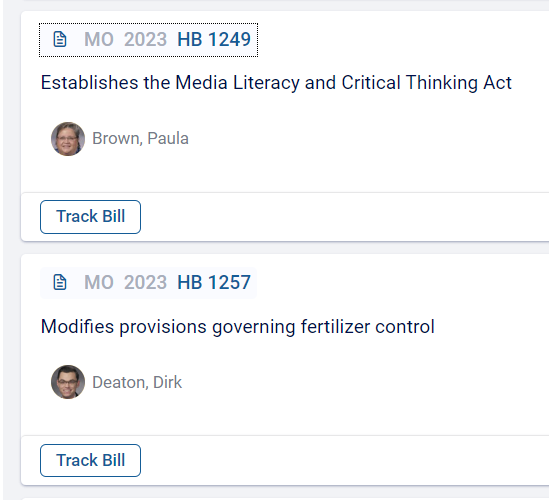 MO 2023 HB 1249
Establishes the Media Literacy and Critical Thinking Act
Brown, Paula
Track Bill
MO 2023 HB 1257
Modifies provisions governing fertilizer control
Deaton, Dirk
Track Bill